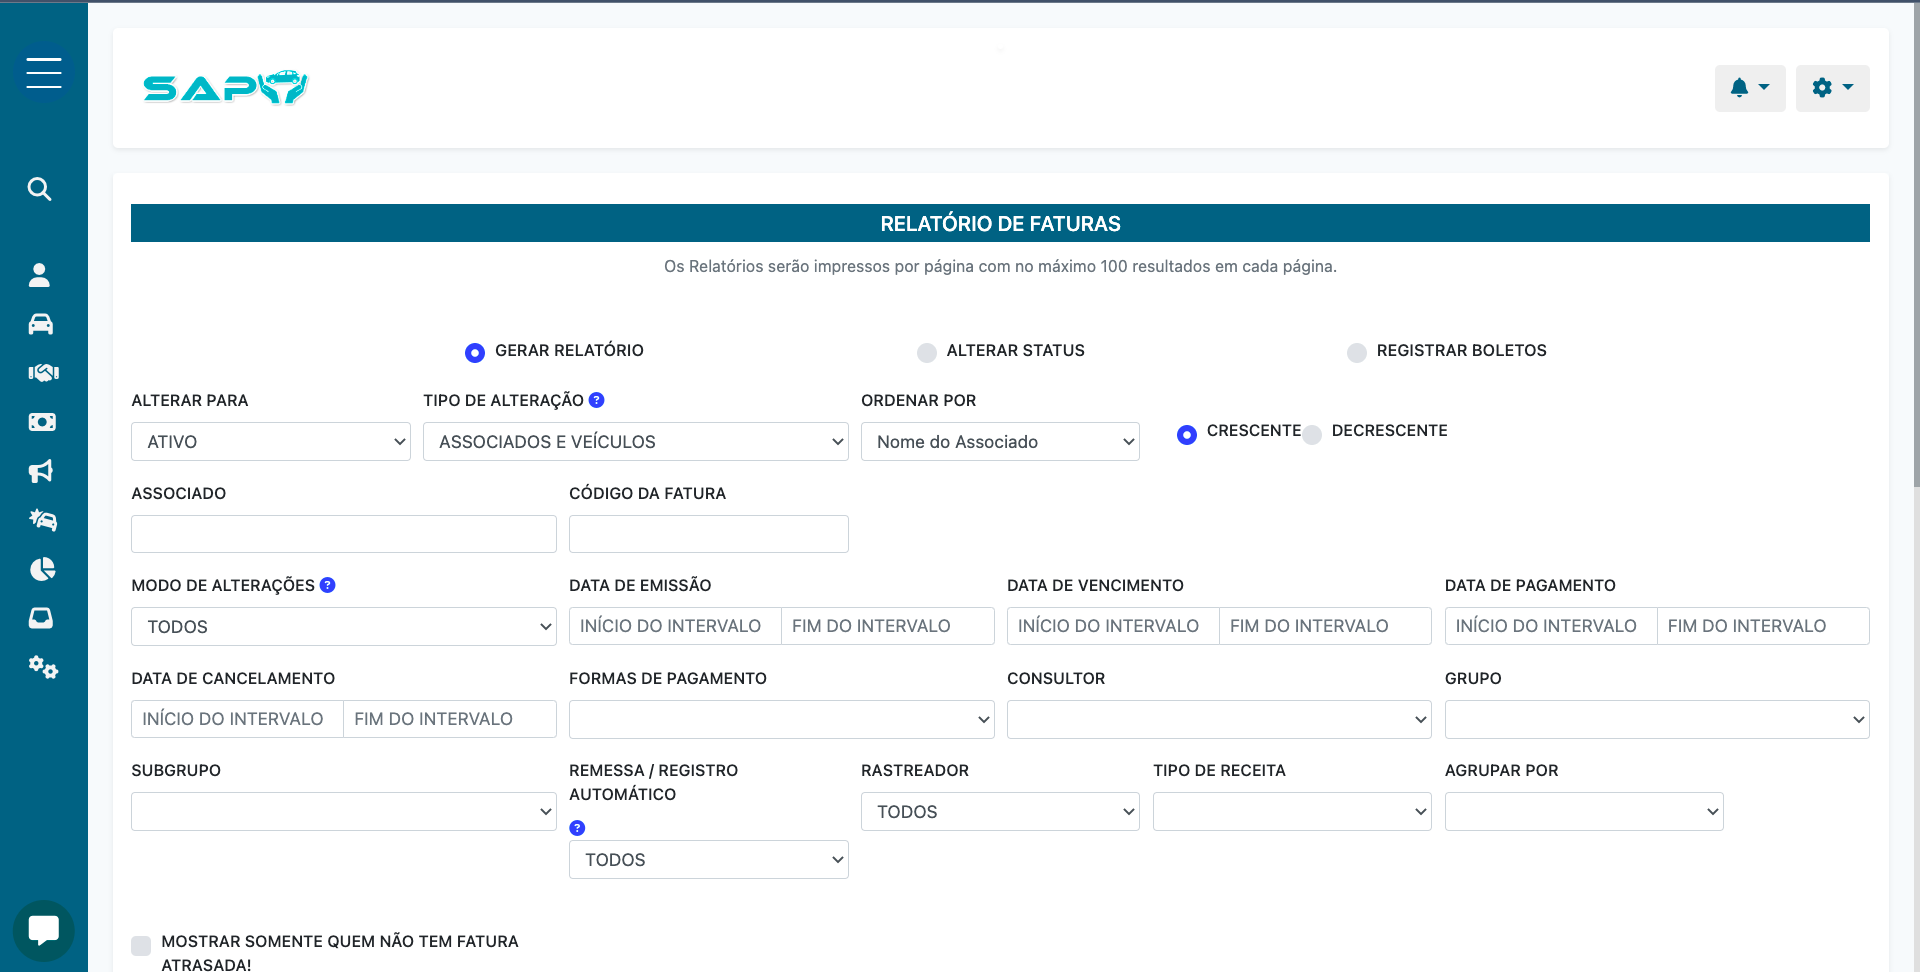 SAPV
RELATÓRIO DE FATURAS
Os Relatórios serão impressos por página com no máximo 100 resultados em cada página.
GERAR RELATÓRIO
ALTERAR STATUS
REGISTRAR BOLETOS
ALTERAR PARA
TIPO DE ALTERAÇÃO ?
ORDENAR POR
ATIVO
ASSOCIADOS E VEÍCULOS
Nome do Associado
CRESCENTE
DECRESCENTE
ASSOCIADO
CÓDIGO DA FATURA
MODO DE ALTERAÇÕES ?
DATA DE EMISSÃO
DATA DE VENCIMENTO
DATA DE PAGAMENTO
TODOS
INÍCIO DO INTERVALO
FIM DO INTERVALO
INÍCIO DO INTERVALO
FIM DO INTERVALO
INÍCIO DO INTERVALO
FIM DO INTERVALO
DATA DE CANCELAMENTO
FORMAS DE PAGAMENTO
CONSULTOR
GRUPO
INÍCIO DO INTERVALO
FIM DO INTERVALO
SUBGRUPO
REMESSA / REGISTRO
AUTOMÁTICO
?
RASTREADOR
TIPO DE RECEITA
AGRUPAR POR
TODOS
TODOS
MOSTRAR SOMENTE QUEM NÃO TEM FATURA
ATRASADA!